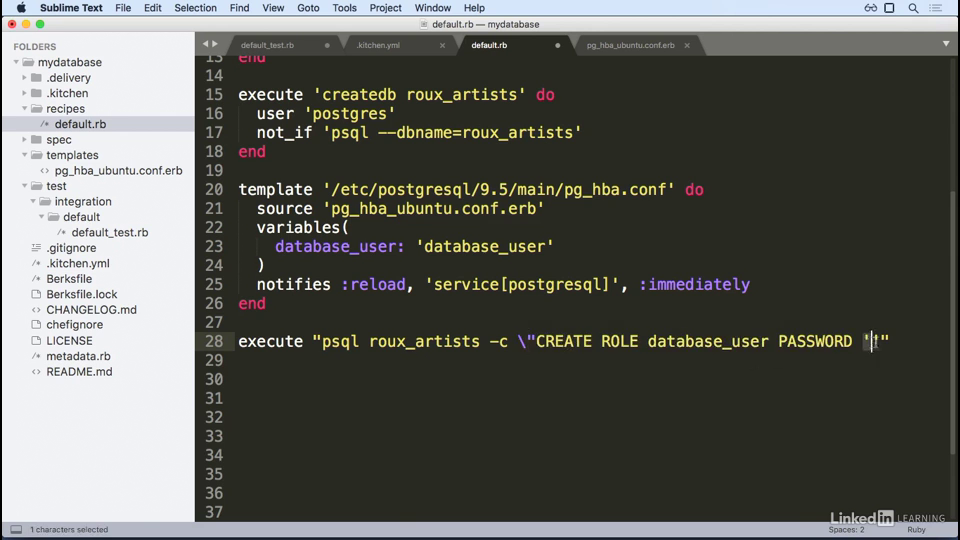 Sublime Text File Edit Selection Find View Goto Tools Project Window Help
default.rb — mydatabase
FOLDERS
mydatabase
.delivery
.kitchen
recipes
default.rb
spec
templates
pg_hba_ubuntu.conf.erb
test
integration
default
default_test.rb
.gitignore
.kitchen.yml
Berksfile
Berksfile.lock
CHANGELOG.md
chefignore
LICENSE
metadata.rb
README.md
default_test.rb .kitchen.yml default.rb pg_hba_ubuntu.conf.erb
13 end
14
15 execute 'createdb roux_artists' do
16 user 'postgres'
17 not_if 'psql --dbname=roux_artists'
18 end
19
20 template '/etc/postgresql/9.5/main/pg_hba.conf' do
21 source 'pg_hba_ubuntu.conf.erb'
22 variables(
23 database_user: 'database_user'
24 )
25 notifies :reload, 'service[postgresql]', :immediately
26 end
27
28 execute "psql roux_artists -c \"CREATE ROLE database_user PASSWORD ''"
29
30
31
32
33
34
35
36
37
1 characters selected
Spaces: 2 Ruby
LinkedIn LEARNING